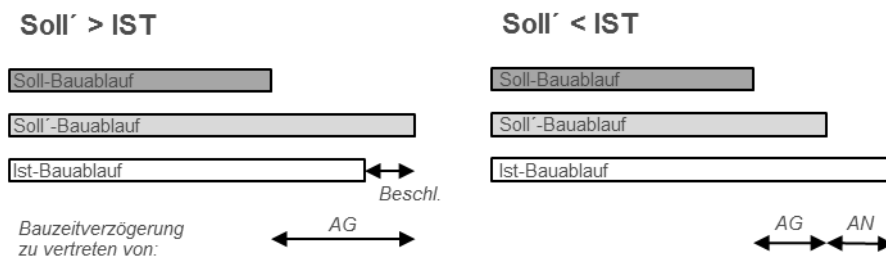 Soll´ > IST
Soll-Bauablauf
Soll´-Bauablauf
Ist-Bauablauf
Beschl.
Bauzeitverzögerung
zu vertreten von:
AG
Soll´ < IST
Soll-Bauablauf
Soll´-Bauablauf
Ist-Bauablauf
AG
AN